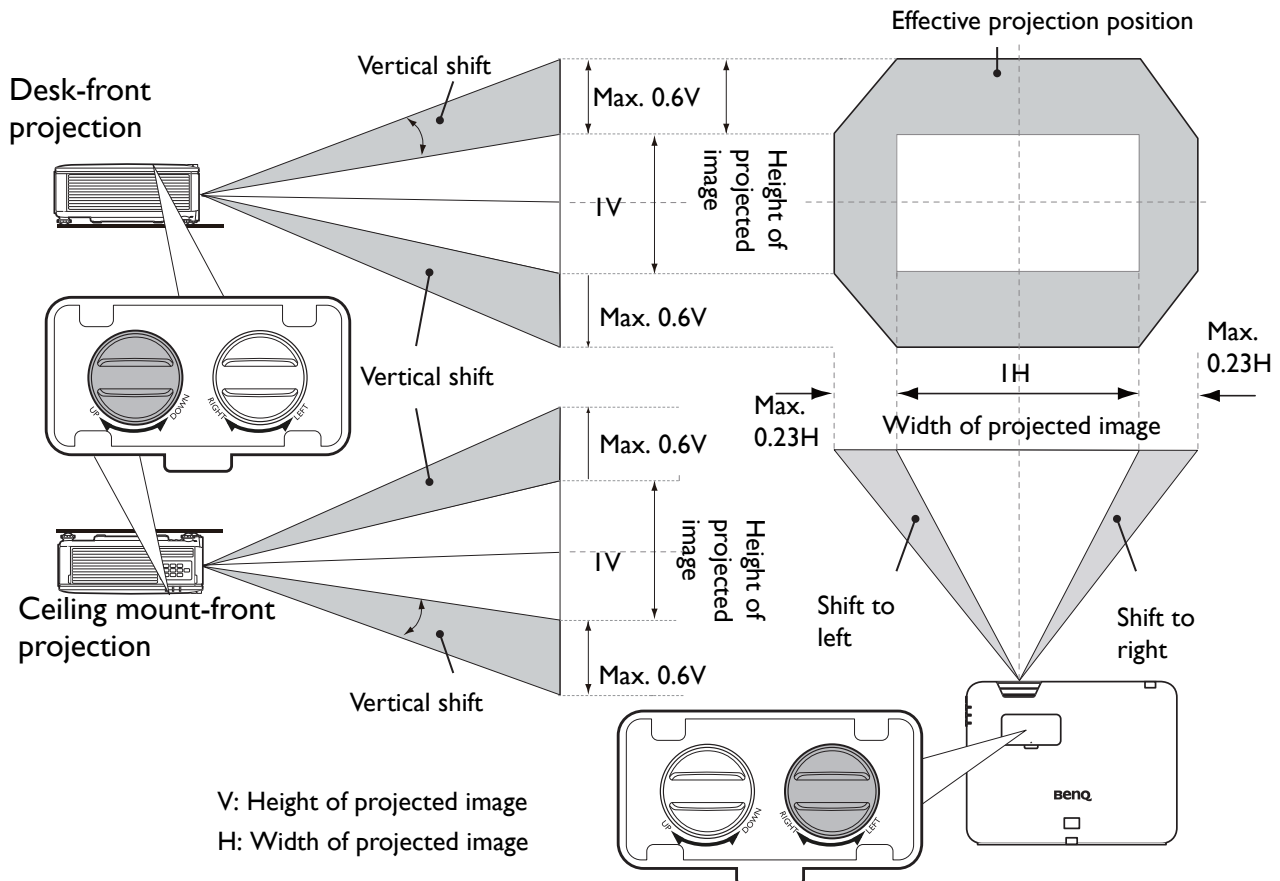 Effective projection position
Vertical shift
Desk-front
projection
Max. 0.6V
Height of
projected
image
1V
Max. 0.6V
UP
DOWN
RIGHT
LEFT
Vertical shift
1H
Max.
0.23H
Max.
0.23H
Width of projected image
Max. 0.6V
Height of
projected
image
1V
Ceiling mount-front
projection
Max. 0.6V
Vertical shift
Shift to
left
Shift to
right
UP
DOWN
RIGHT
LEFT
BenQ
V: Height of projected image
H: Width of projected image